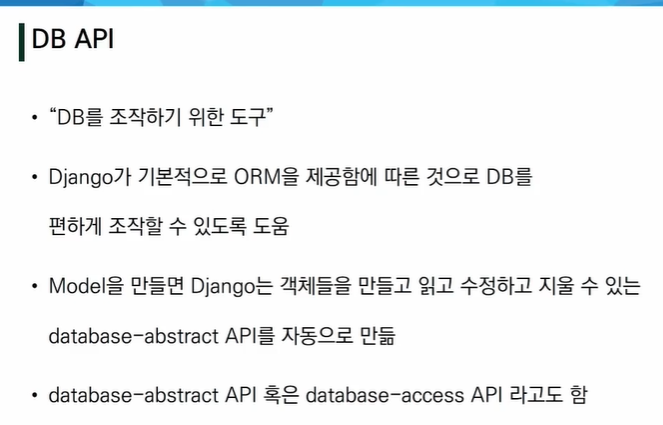 DB API
• “DB를 조작하기 위한 도구”
• Django가 기본적으로 ORM을 제공함에 따른 것으로 DB를
편하게 조작할 수 있도록 도움
• Model을 만들면 Django는 객체들을 만들고 읽고 수정하고 지울 수 있는
database-abstract API를 자동으로 만듦
• database-abstract API 혹은 database-access API 라고도 함